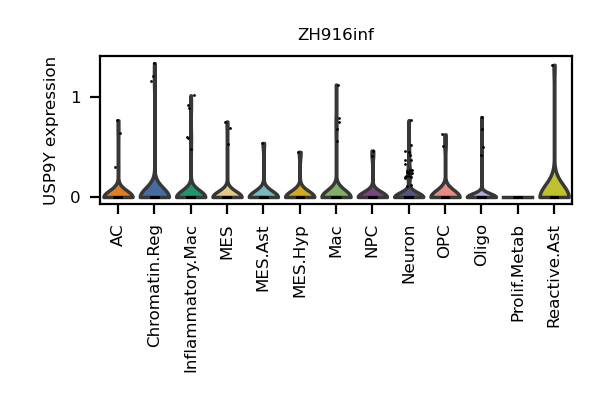 ZH916inf
USP9Y expression
1
0
AC
Chromatin.Reg
Inflammatory.Mac
MES
MES.Ast
MES.Hyp
Mac
NPC
Neuron
OPC
Oligo
Prolif.Metab
Reactive.Ast